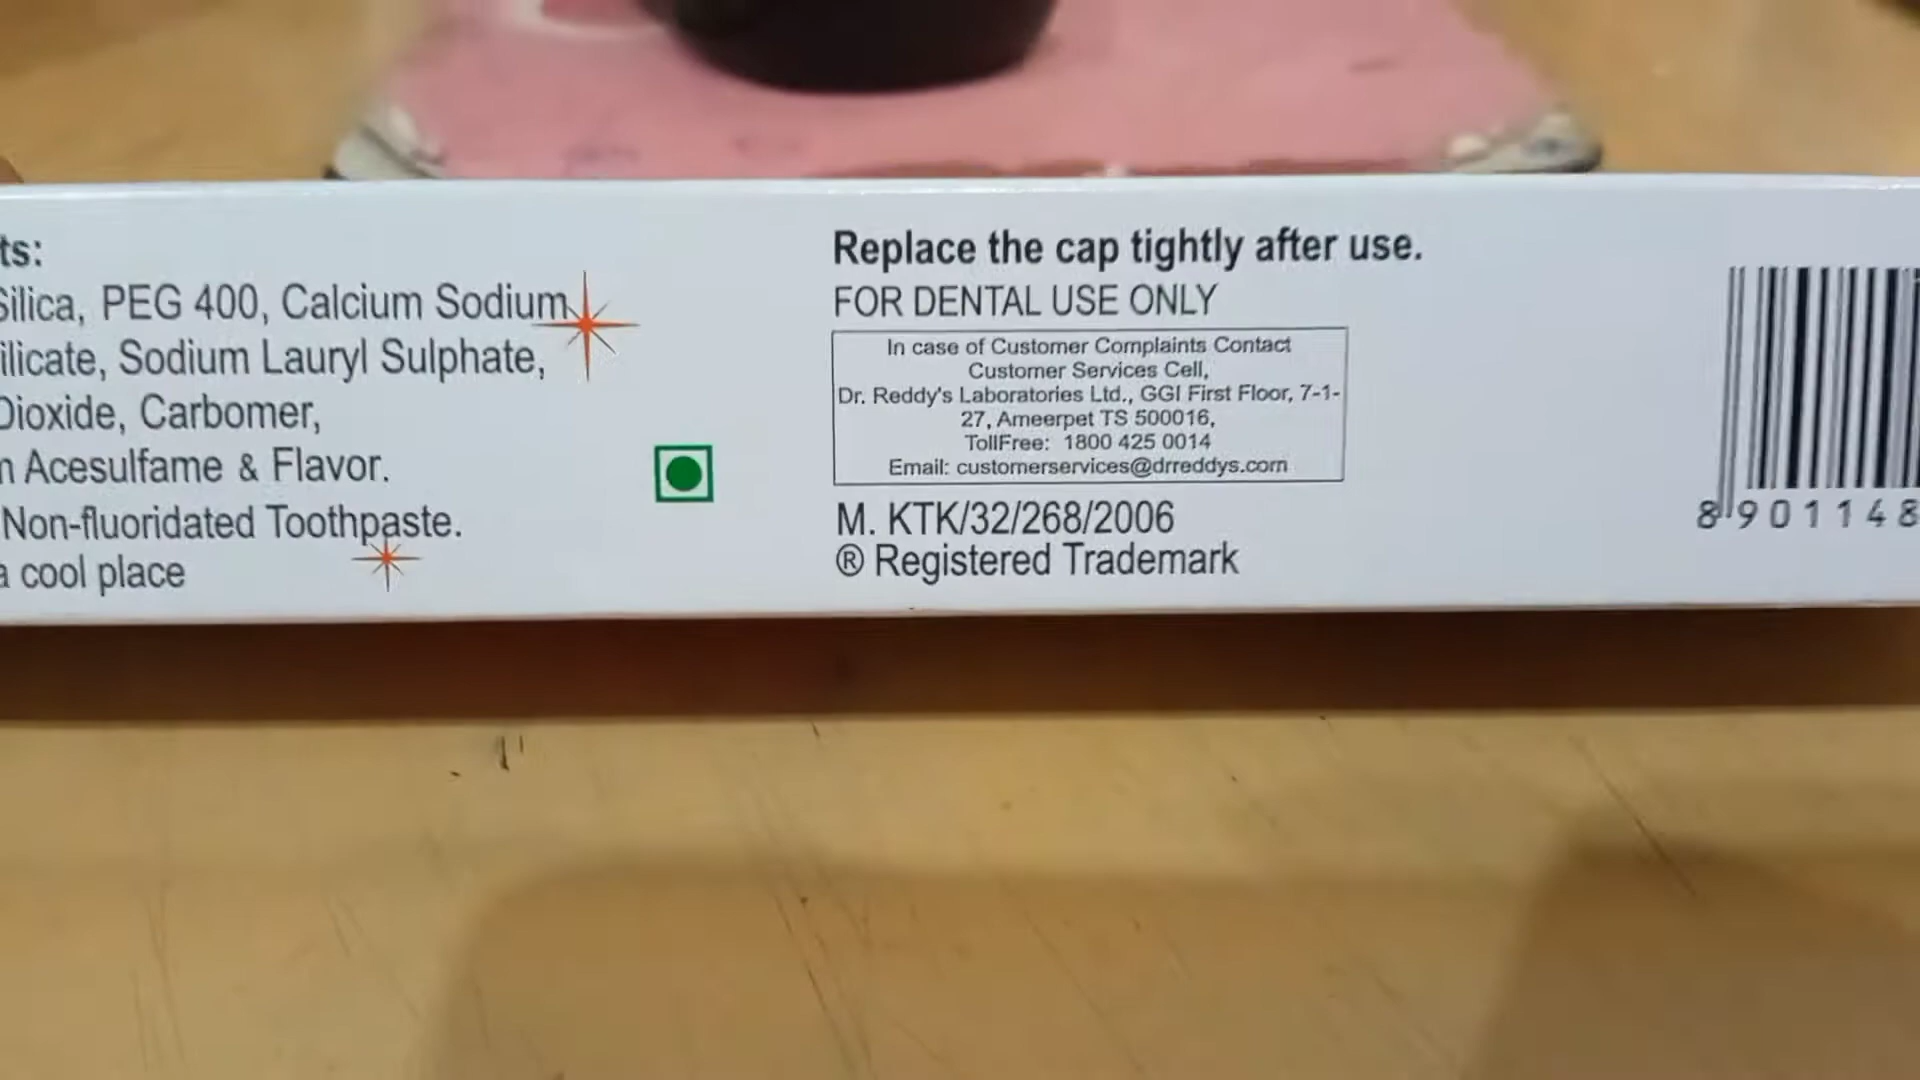 ts:
Silica, PEG 400, Calcium Sodium
ilicate, Sodium Lauryl Sulphate,
Dioxide, Carbomer,
n Acesulfame & Flavor.
Non-fluoridated Toothpaste.
a cool place
Replace the cap tightly after use.
FOR DENTAL USE ONLY
In case of Customer Complaints Contact
Customer Services Cell,
Dr. Reddy's Laboratories Ltd., GGI First Floor, 7-1-
27, Ameerpet TS 500016,
TollFree: 1800 425 0014
Email: customerservices@drreddys.com
M. KTK/32/268/2006
® Registered Trademark
8 901148